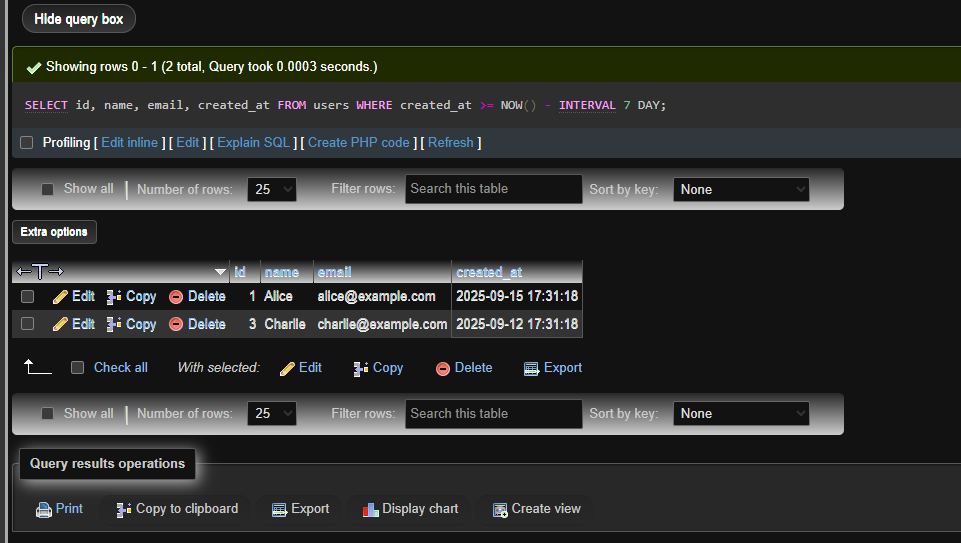 Hide query box
Showing rows 0 - 1 (2 total, Query took 0.0003 seconds.)
SELECT id, name, email, created_at FROM users WHERE created_at >= NOW() - INTERVAL 7 DAY;
Profiling [ Edit inline ] [ Edit ] [ Explain SQL ] [ Create PHP code ] [ Refresh ]
Show all | Number of rows: 25 Filter rows: Search this table Sort by key: None
Extra options
←T→ id name email created_at
Edit Copy Delete 1 Alice alice@example.com 2025-09-15 17:31:18
Edit Copy Delete 3 Charlie charlie@example.com 2025-09-12 17:31:18
Check all With selected: Edit Copy Delete Export
Show all | Number of rows: 25 Filter rows: Search this table Sort by key: None
Query results operations
Print Copy to clipboard Export Display chart Create view